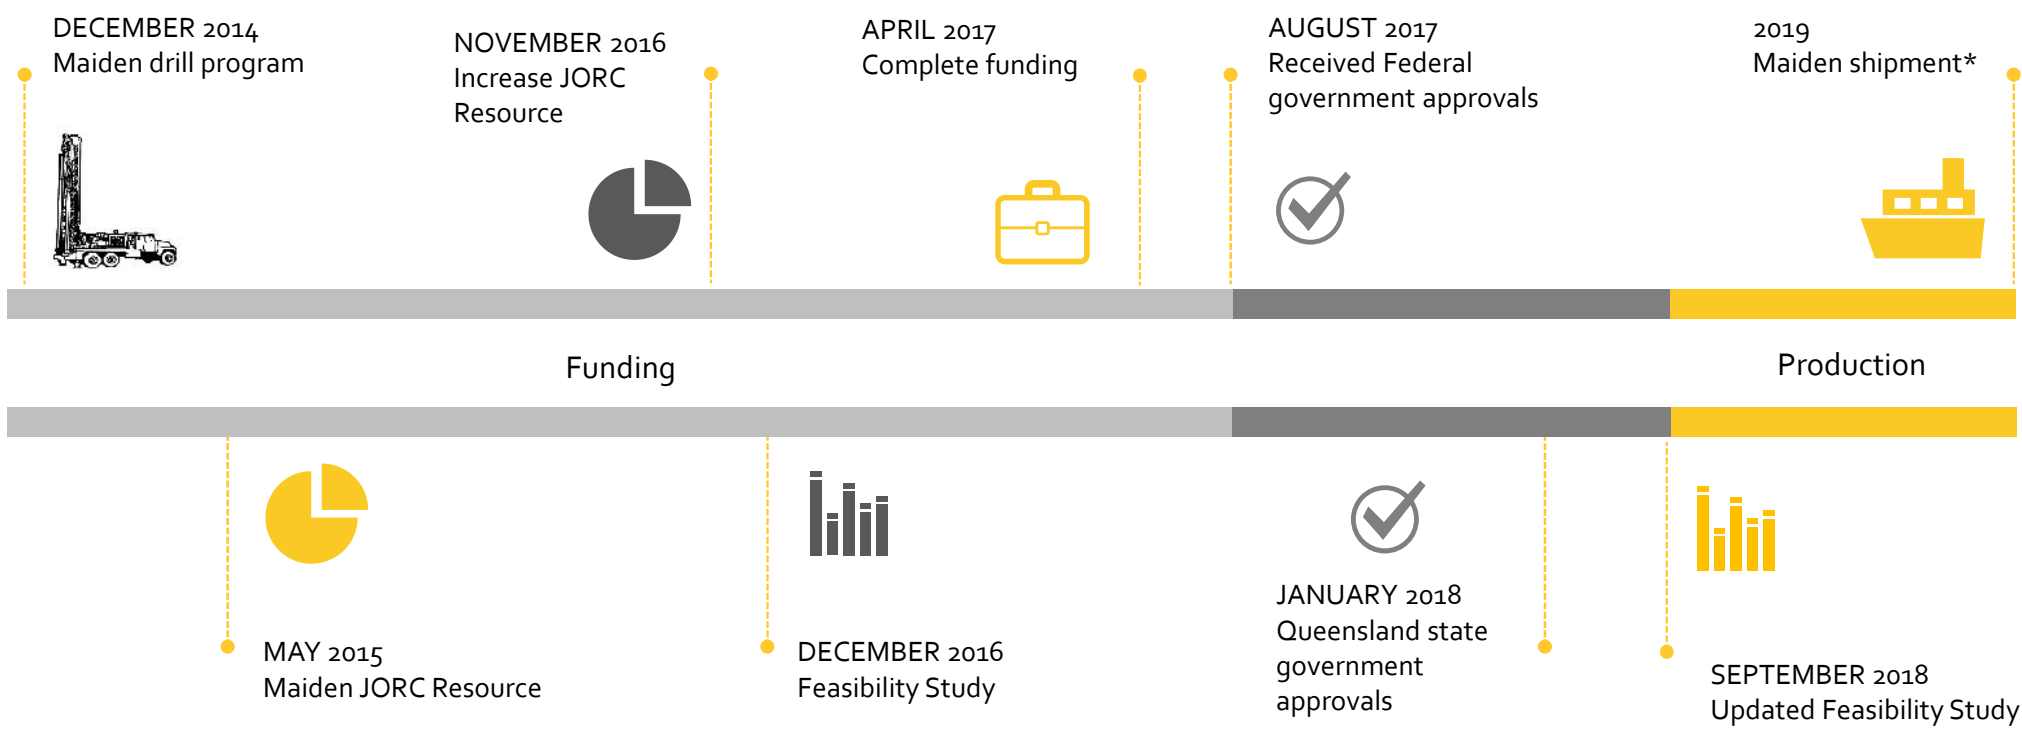 DECEMBER 2014
Maiden drill program
NOVEMBER 2016
Increase JORC
Resource
APRIL 2017
Complete funding
AUGUST 2017
Received Federal
government approvals
2019
Maiden shipment*
Funding
Production
MAY 2015
Maiden JORC Resource
DECEMBER 2016
Feasibility Study
JANUARY 2018
Queensland state
government
approvals
SEPTEMBER 2018
Updated Feasibility Study